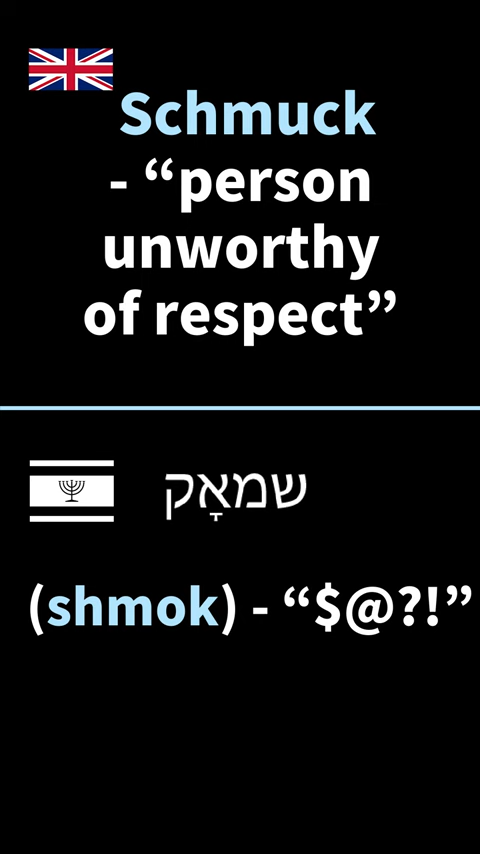 Schmuck
- “person
unworthy
of respect”
שמאָק
(shmok) - “$@?!”